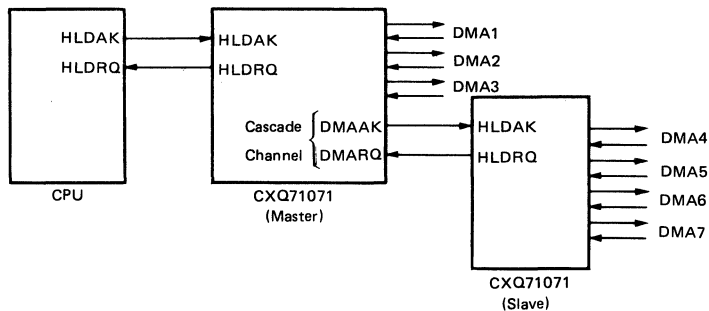 HLDAK
HLDRQ
CPU
HLDAK
HLDRQ
Cascade
Channel
DMAAK
DMARQ
CXQ71071
(Master)
DMA1
DMA2
DMA3
HLDAK
HLDRQ
CXQ71071
(Slave)
DMA4
DMA5
DMA6
DMA7